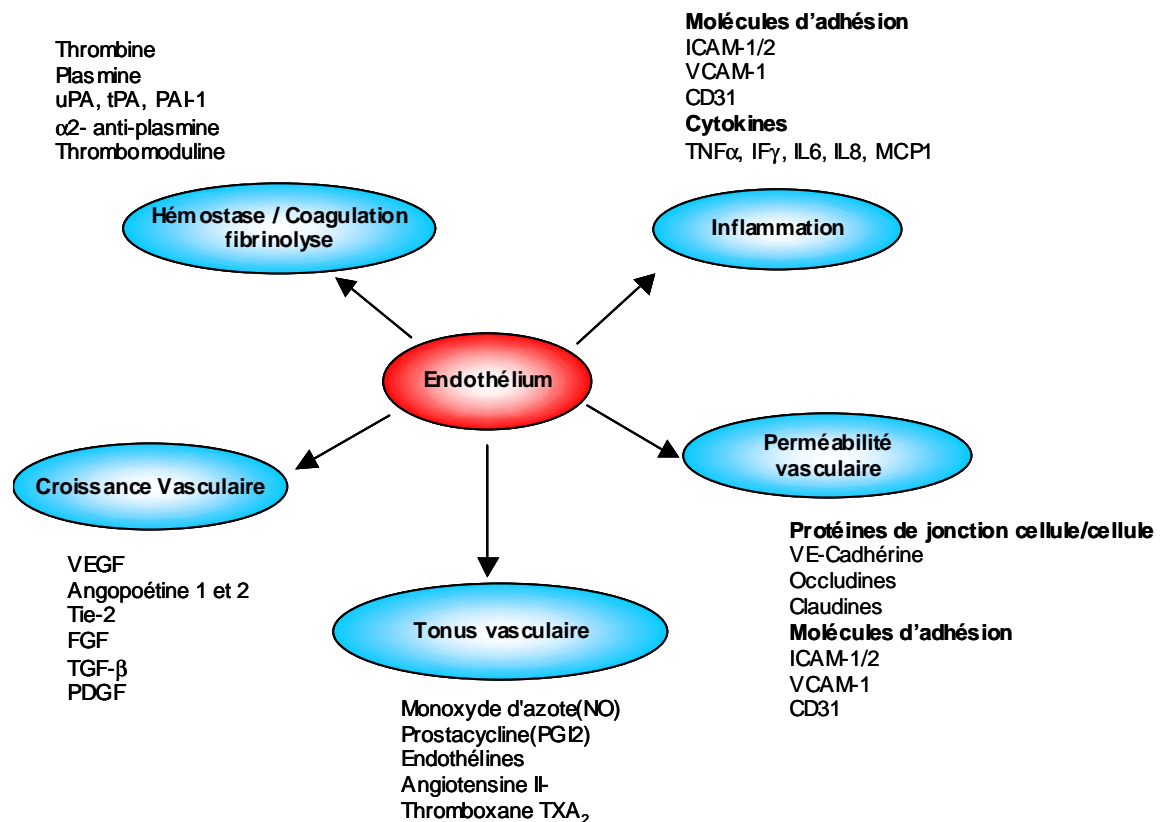 Thrombine
Plasmine
uPA, tPA, PAI-1
α2- anti-plasmine
Thrombomoduline
Hémostase / Coagulation
fibrinolyse
Molécules d'adhésion
ICAM-1/2
VCAM-1
CD31
Cytokines
TNFα, IFγ, IL6, IL8, MCP1
Inflammation
Endothélium
Croissance Vasculaire
VEGF
Angopoétine 1 et 2
Tie-2
FGF
TGF-β
PDGF
Tonus vasculaire
Monoxyde d'azote(NO)
Prostacycline(PGI2)
Endothélines
Angiotensine II-
Thromboxane TXA₂
Perméabilité
vasculaire
Protéines de jonction cellule/cellule
VE-Cadhérine
Occludines
Claudines
Molécules d'adhésion
ICAM-1/2
VCAM-1
CD31